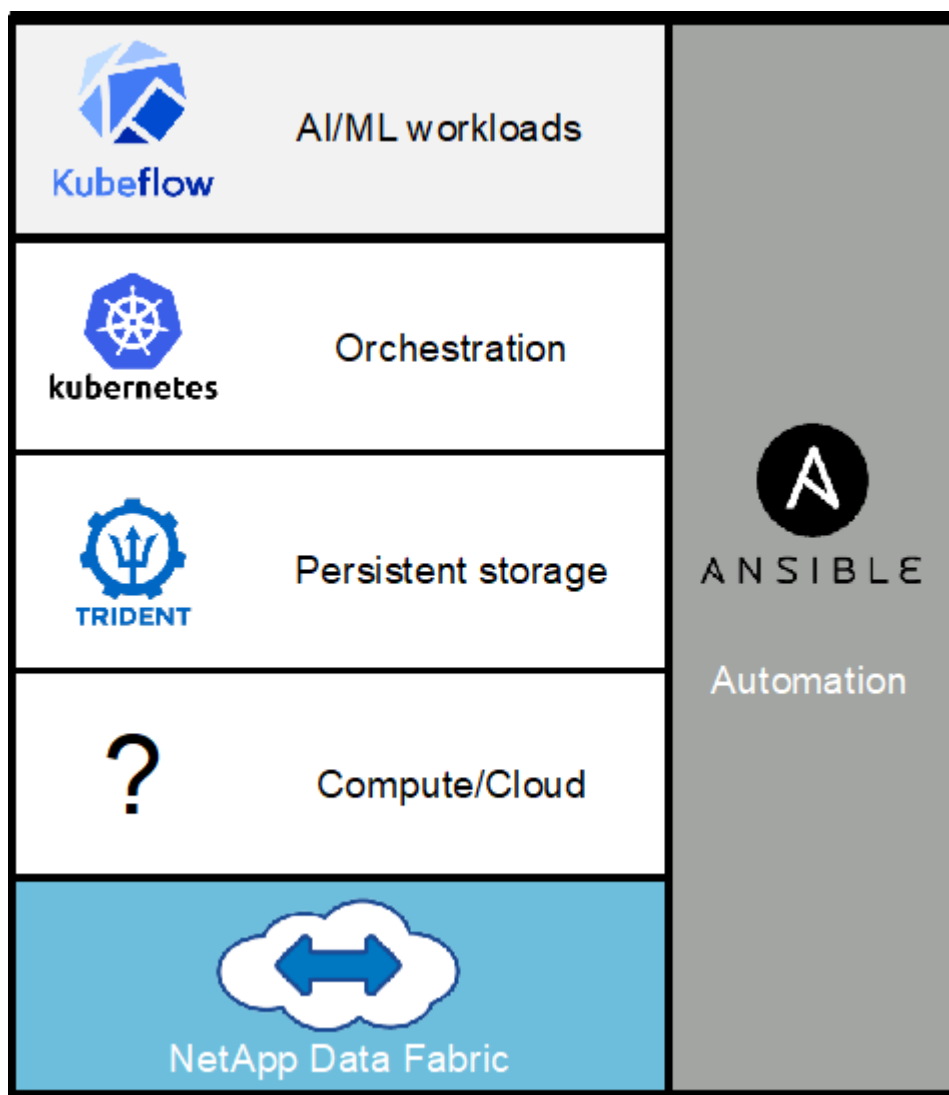 AI/ML workloads
Kubeflow
Orchestration
kubernetes
Persistent storage
TRIDENT
ANSIBLE
Automation
?
Compute/Cloud
NetApp Data Fabric